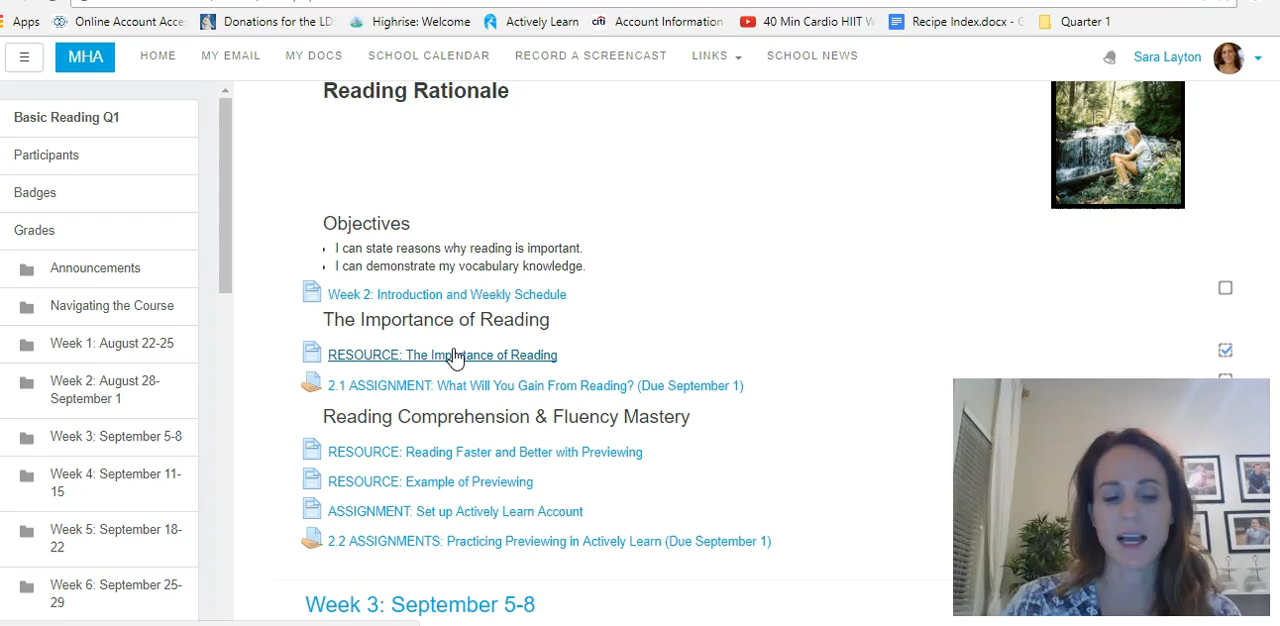 Apps Online Account Acce Donations for the LD Highrise: Welcome Actively Learn citi Account Information 40 Min Cardio HIIT W Recipe Index.docx - G Quarter 1
MHA HOME MY EMAIL MY DOCS SCHOOL CALENDAR RECORD A SCREENCAST LINKS SCHOOL NEWS Sara Layton
Basic Reading Q1
Participants
Badges
Grades
Announcements
Navigating the Course
Week 1: August 22-25
Week 2: August 28-
September 1
Week 3: September 5-8
Week 4: September 11-
15
Week 5: September 18-
22
Week 6: September 25-
29
Reading Rationale
Objectives
I can state reasons why reading is important.
I can demonstrate my vocabulary knowledge.
Week 2: Introduction and Weekly Schedule
The Importance of Reading
RESOURCE: The Importance of Reading
2.1 ASSIGNMENT: What Will You Gain From Reading? (Due September 1)
Reading Comprehension & Fluency Mastery
RESOURCE: Reading Faster and Better with Previewing
RESOURCE: Example of Previewing
ASSIGNMENT: Set up Actively Learn Account
2.2 ASSIGNMENTS: Practicing Previewing in Actively Learn (Due September 1)
Week 3: September 5-8